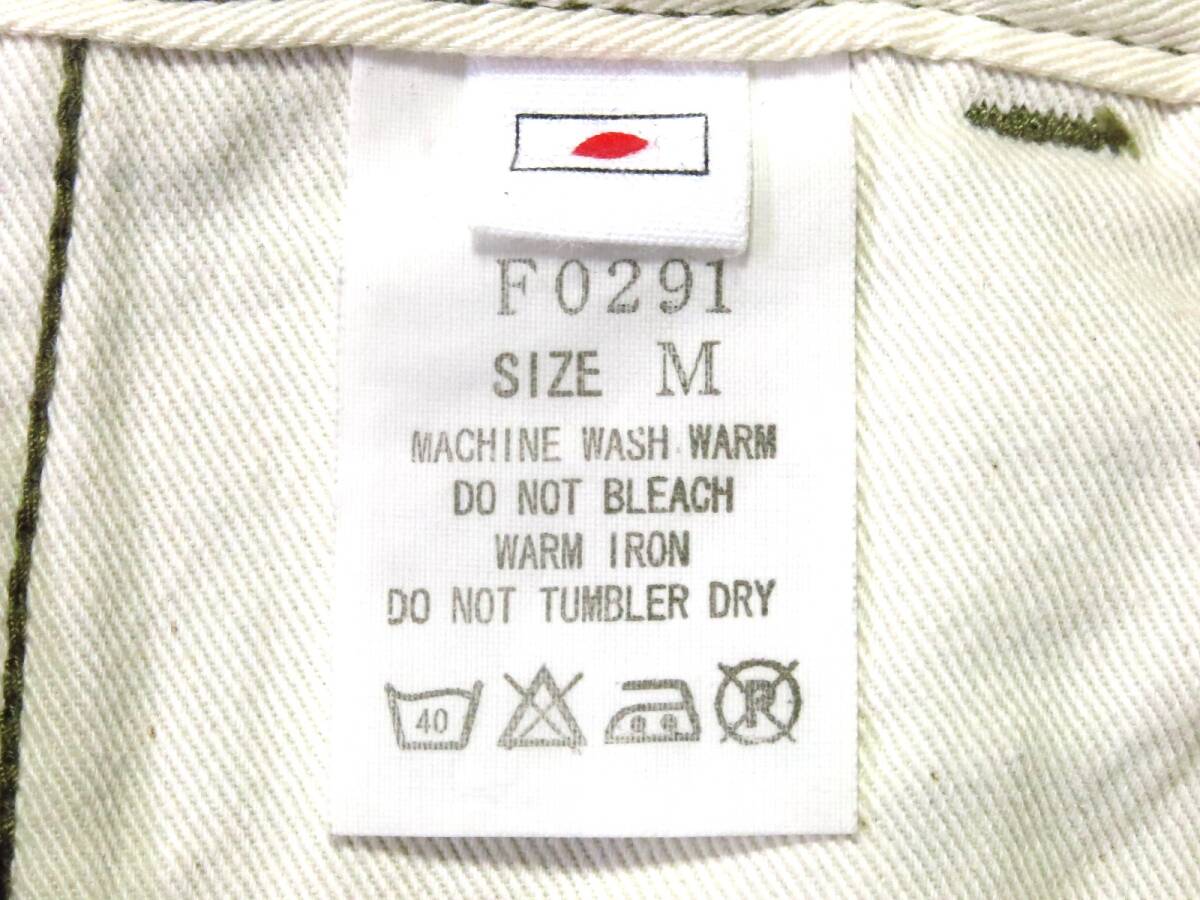 F0291
SIZE M
MACHINE WASH WARM
DO NOT BLEACH
WARM IRON
DO NOT TUMBLER DRY
40
P